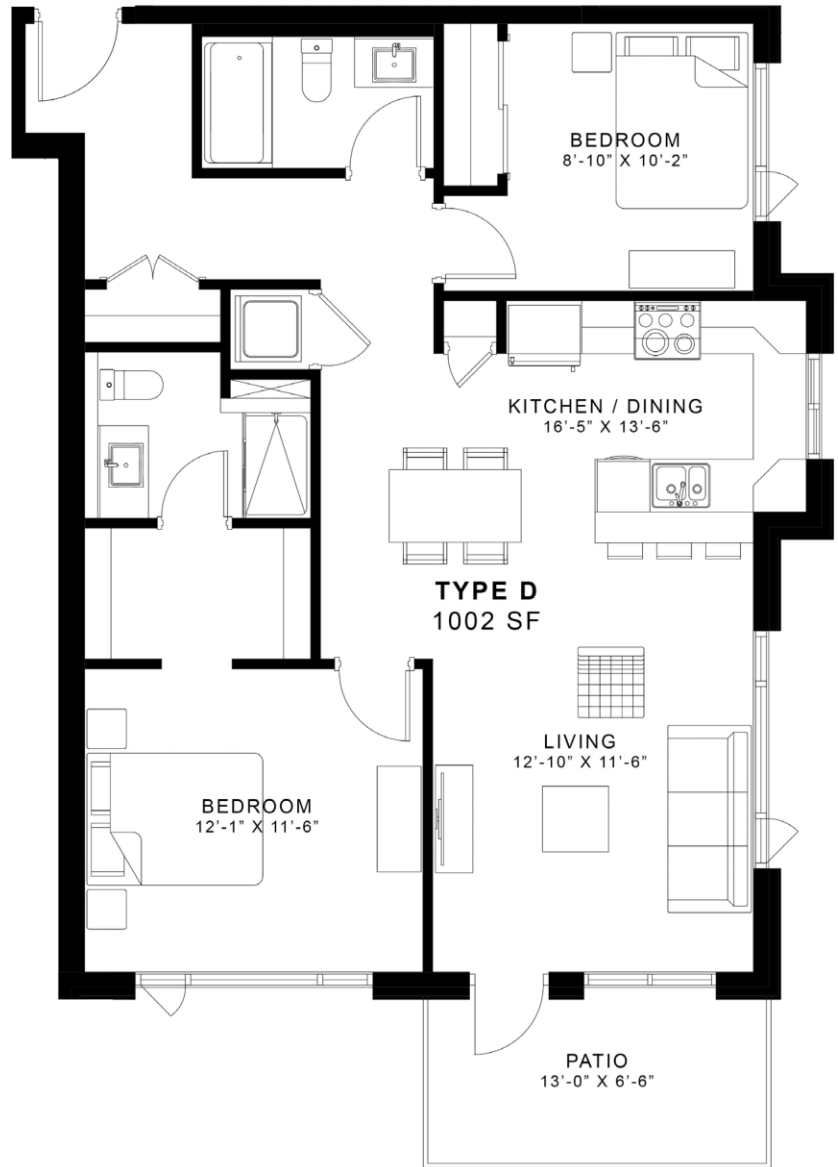 BEDROOM
8’-10” X 10’-2”
KITCHEN / DINING
16’-5” X 13’-6”
TYPE D
1002 SF
LIVING
12’-10” X 11’-6”
BEDROOM
12’-1” X 11’-6”
PATIO
13’-0” X 6’-6”